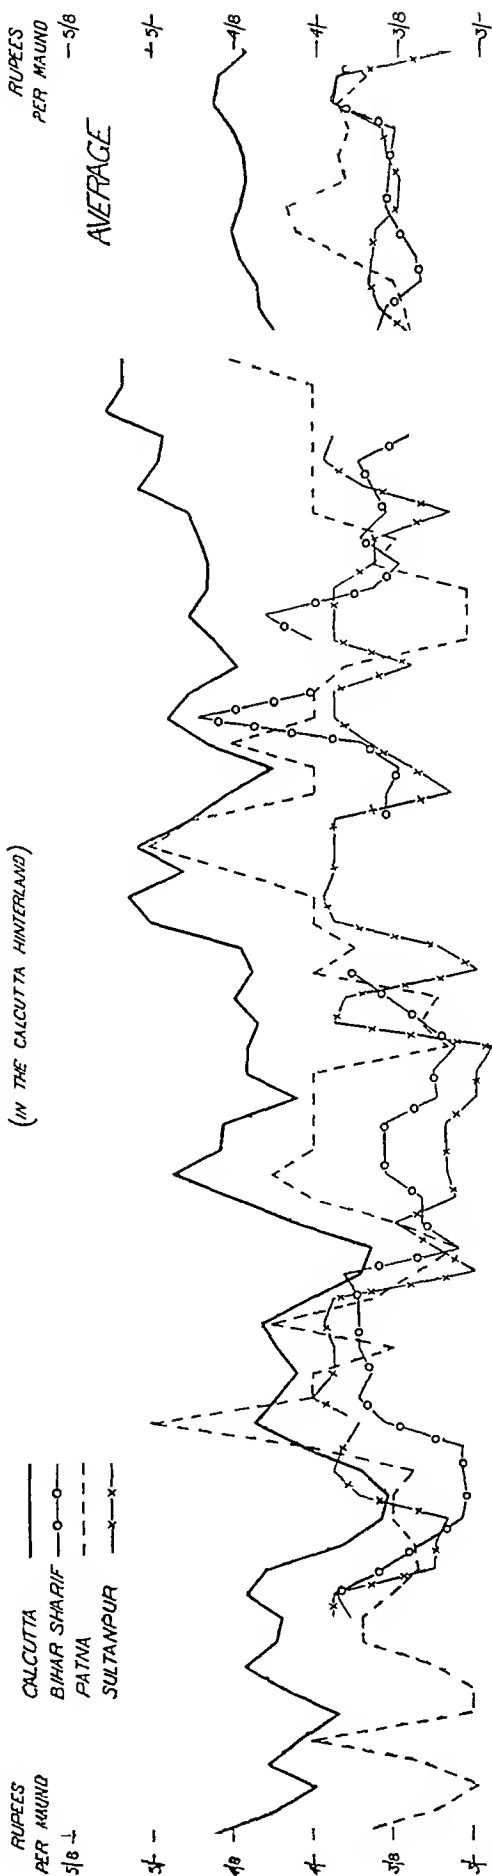 (IN THE CALCUTTA HINTERLAND)
RUPEES
PER MAUND
5/8
5/-
4/8
4/-
3/8
3/-
CALCUTTA
BIHAR SHARIF
PATNA
SULTANPUR
AVERAGE
RUPEES
PER MAUND
5/8
5/-
4/8
4/-
3/8
3/-